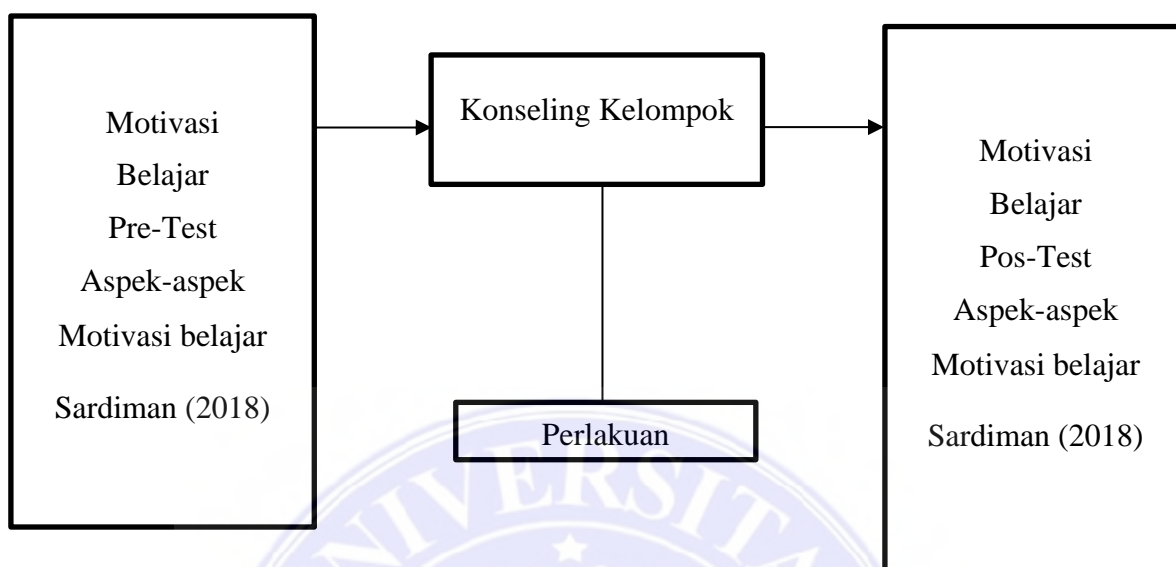 Motivasi
Belajar
Pre-Test
Aspek-aspek
Motivasi belajar
Sardiman (2018)
Konseling Kelompok
Perlakuan
Motivasi
Belajar
Pos-Test
Aspek-aspek
Motivasi belajar
Sardiman (2018)
UNIVERSITA